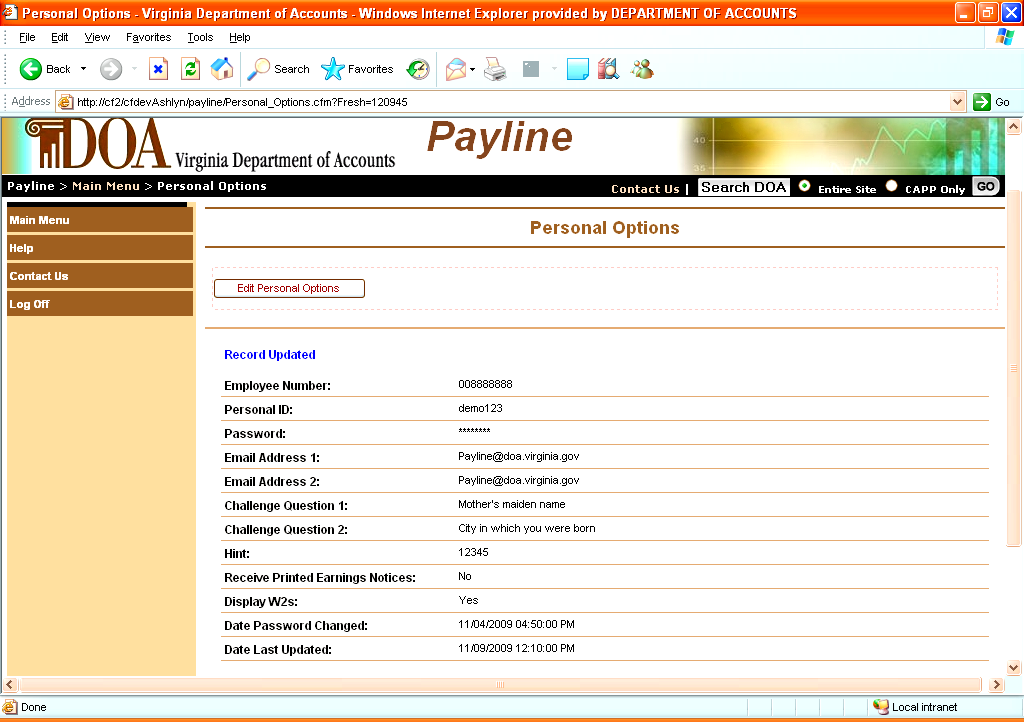 Personal Options - Virginia Department of Accounts - Windows Internet Explorer provided by DEPARTMENT OF ACCOUNTS
File Edit View Favorites Tools Help
Back Search Favorites
Address http://cf2/cfdevAshlyn/payline/Personal_Options.cfm?Fresh=120945 Go
DOA Virginia Department of Accounts
Payline
40
35
Payline > Main Menu > Personal Options
Contact Us | Search DOA Entire Site CAPP Only GO
Main Menu
Help
Contact Us
Log Off
Personal Options
Edit Personal Options
Record Updated
Employee Number: 008888888
Personal ID: demo123
Password: ********
Email Address 1: Payline@doa.virginia.gov
Email Address 2: Payline@doa.virginia.gov
Challenge Question 1: Mother's maiden name
Challenge Question 2: City in which you were born
Hint: 12345
Receive Printed Earnings Notices: No
Display W2s: Yes
Date Password Changed: 11/04/2009 04:50:00 PM
Date Last Updated: 11/09/2009 12:10:00 PM
Done Local intranet